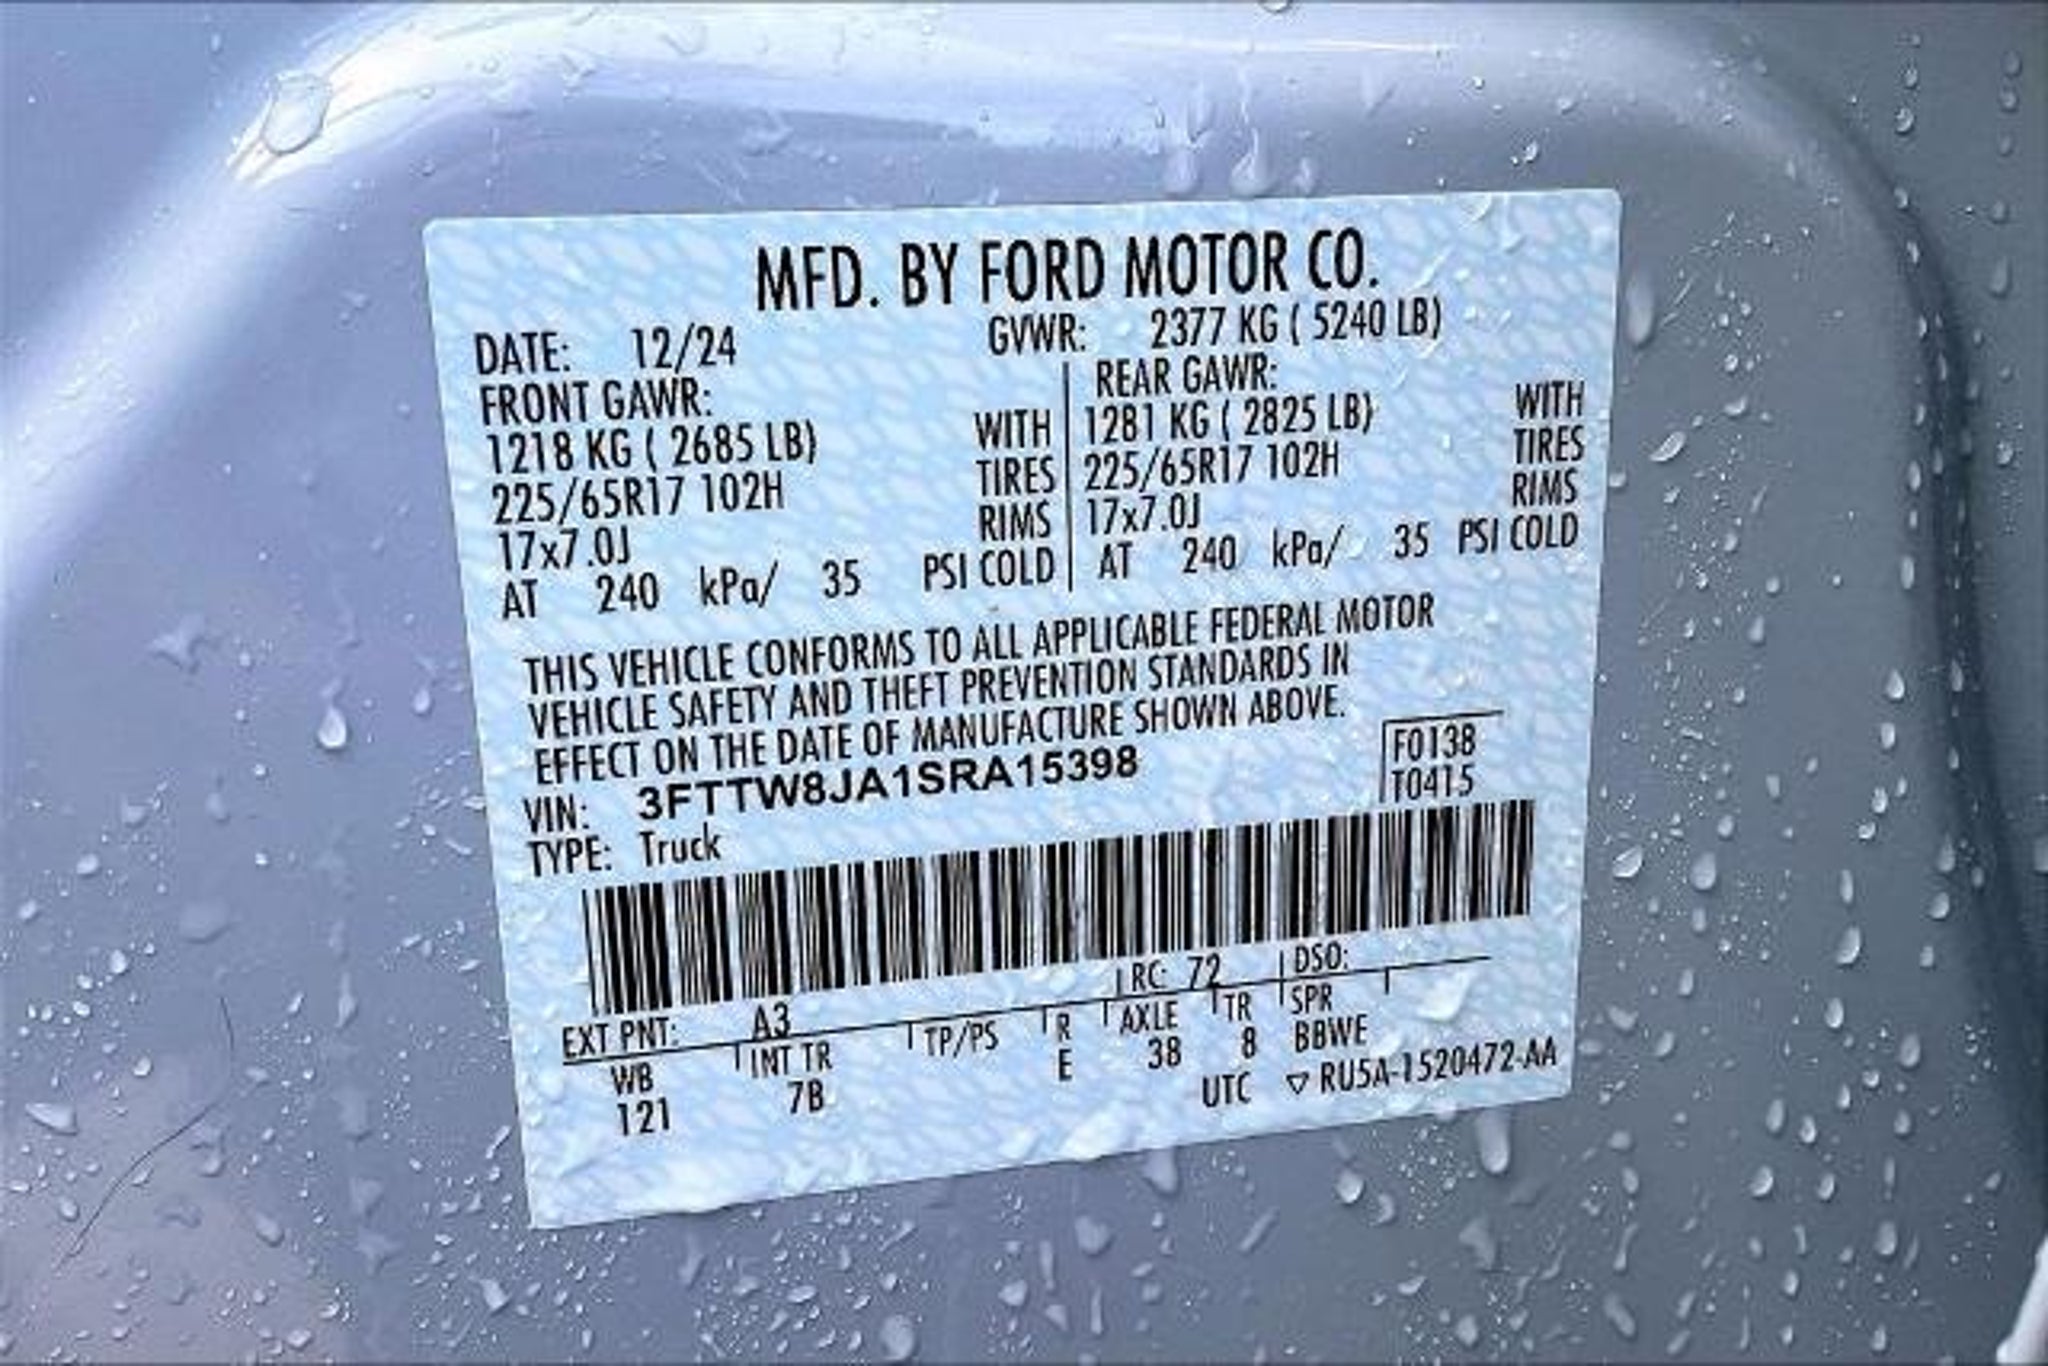 MFD. BY FORD MOTOR CO.
DATE: 12/24 GVWR: 2377 KG ( 5240 LB)
FRONT GAWR: REAR GAWR:
1218 KG ( 2685 LB) WITH 1281 KG ( 2825 LB) WITH
225/65R17 102H TIRES 225/65R17 102H TIRES
17x7.0J RIMS 17x7.0J RIMS
AT 240 kPa/ 35 PSI COLD AT 240 kPa/ 35 PSI COLD
THIS VEHICLE CONFORMS TO ALL APPLICABLE FEDERAL MOTOR
VEHICLE SAFETY AND THEFT PREVENTION STANDARDS IN
EFFECT ON THE DATE OF MANUFACTURE SHOWN ABOVE.
F0138
VIN: 3FTTW8JA1SRA15398 T0415
TYPE: Truck
RC: 72 DSO:
EXT PNT: A3
WB INT TR TP/PS R AXLE TR SPR
121 7B E 38 8 BBWE
UTC ▽ RU5A-1520472-AA